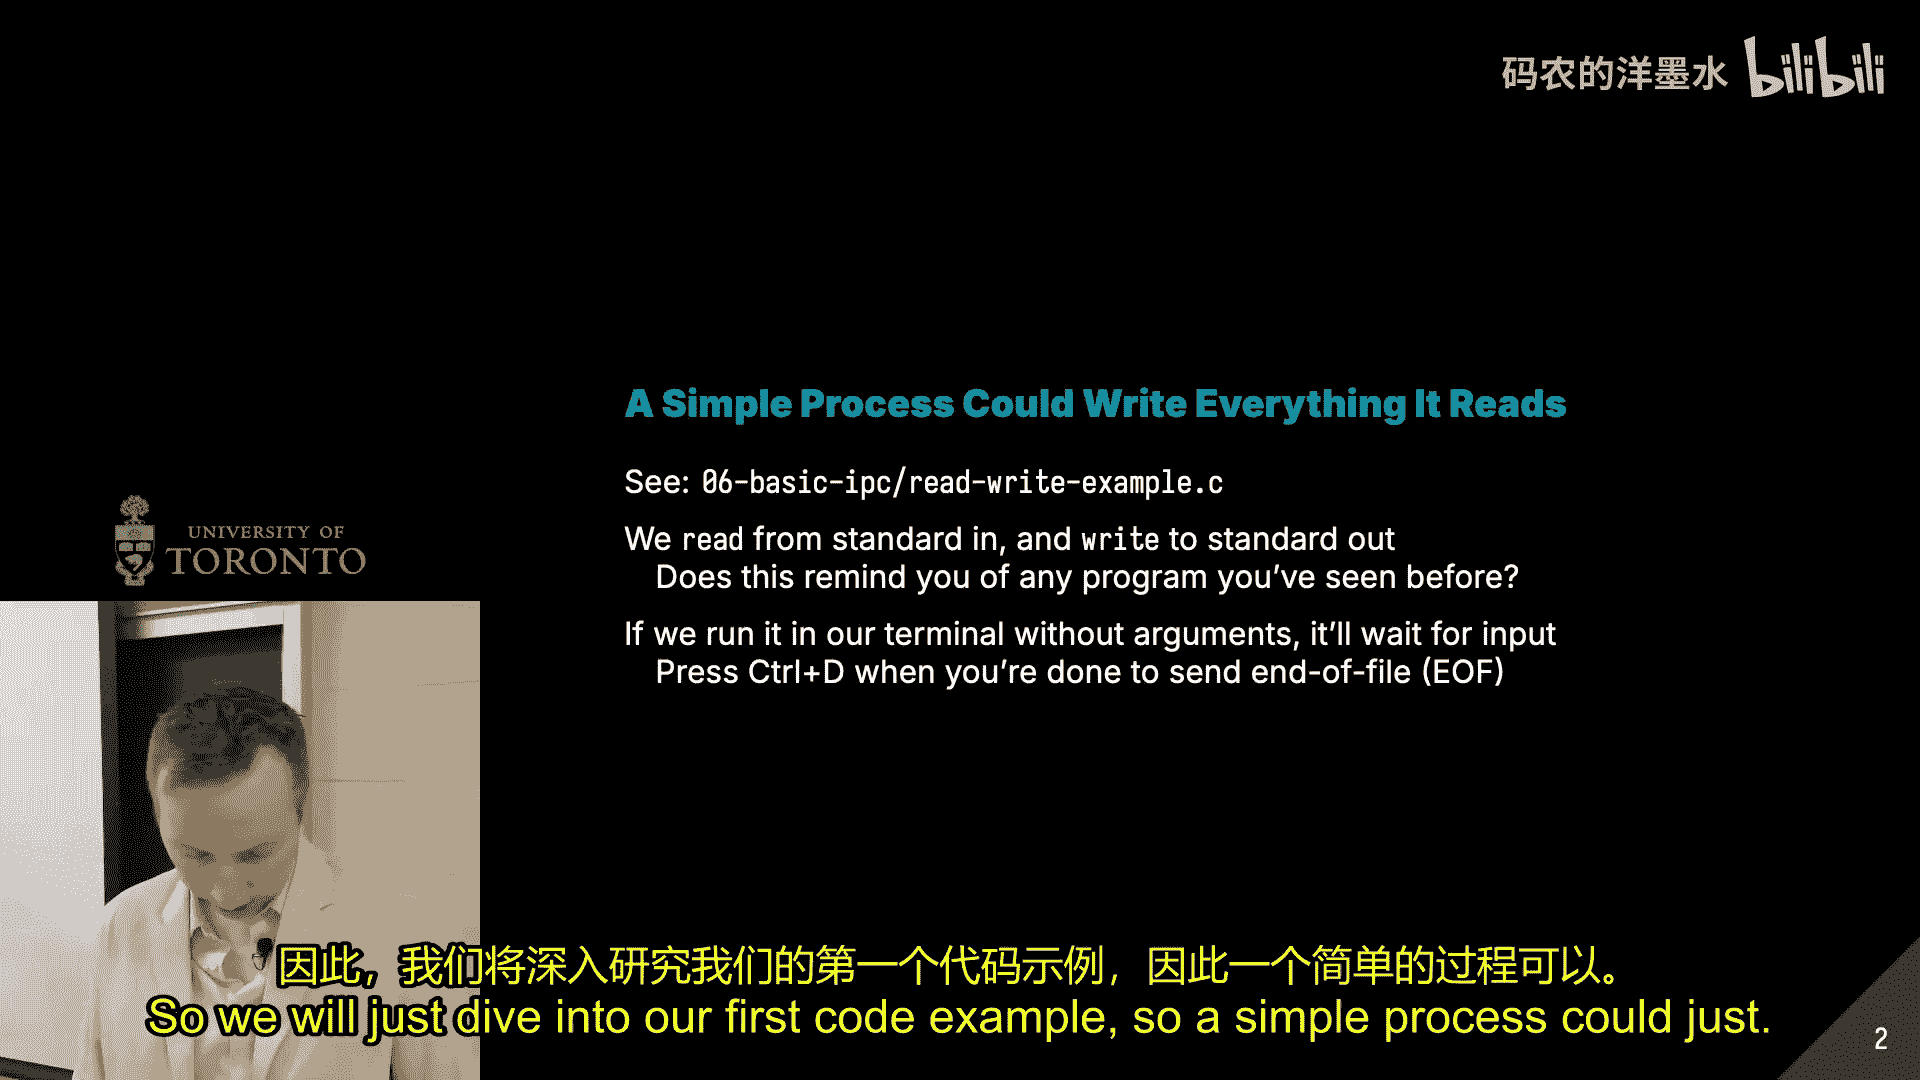 码农的洋墨水 bilibili
A Simple Process Could Write Everything It Reads
See: 06-basic-ipc/read-write-example.c
We read from standard in, and write to standard out
Does this remind you of any program you've seen before?
If we run it in our terminal without arguments, it'll wait for input
Press Ctrl+D when you're done to send end-of-file (EOF)
UNIVERSITY OF
TORONTO
因此，我们将深入研究我们的第一个代码示例，因此一个简单的过程可以。
So we will just dive into our first code example, so a simple process could just.
2